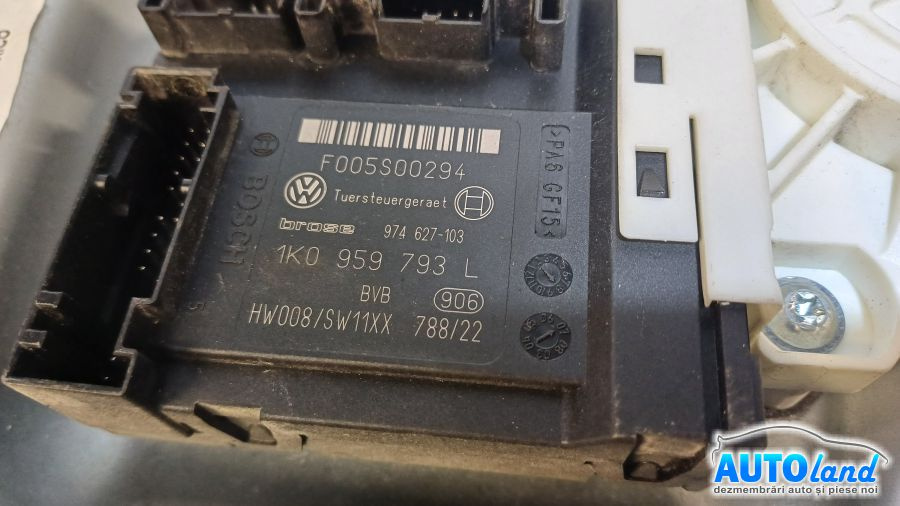 F005S00294
Tuersteuergeraet
brose 974 627-103
1K0 959 793 L
BVB 906
HW008/SW11XX 788/22
BOSCH
5
>PA6 GF15<
AUTOland
dezmembrări auto și piese noi